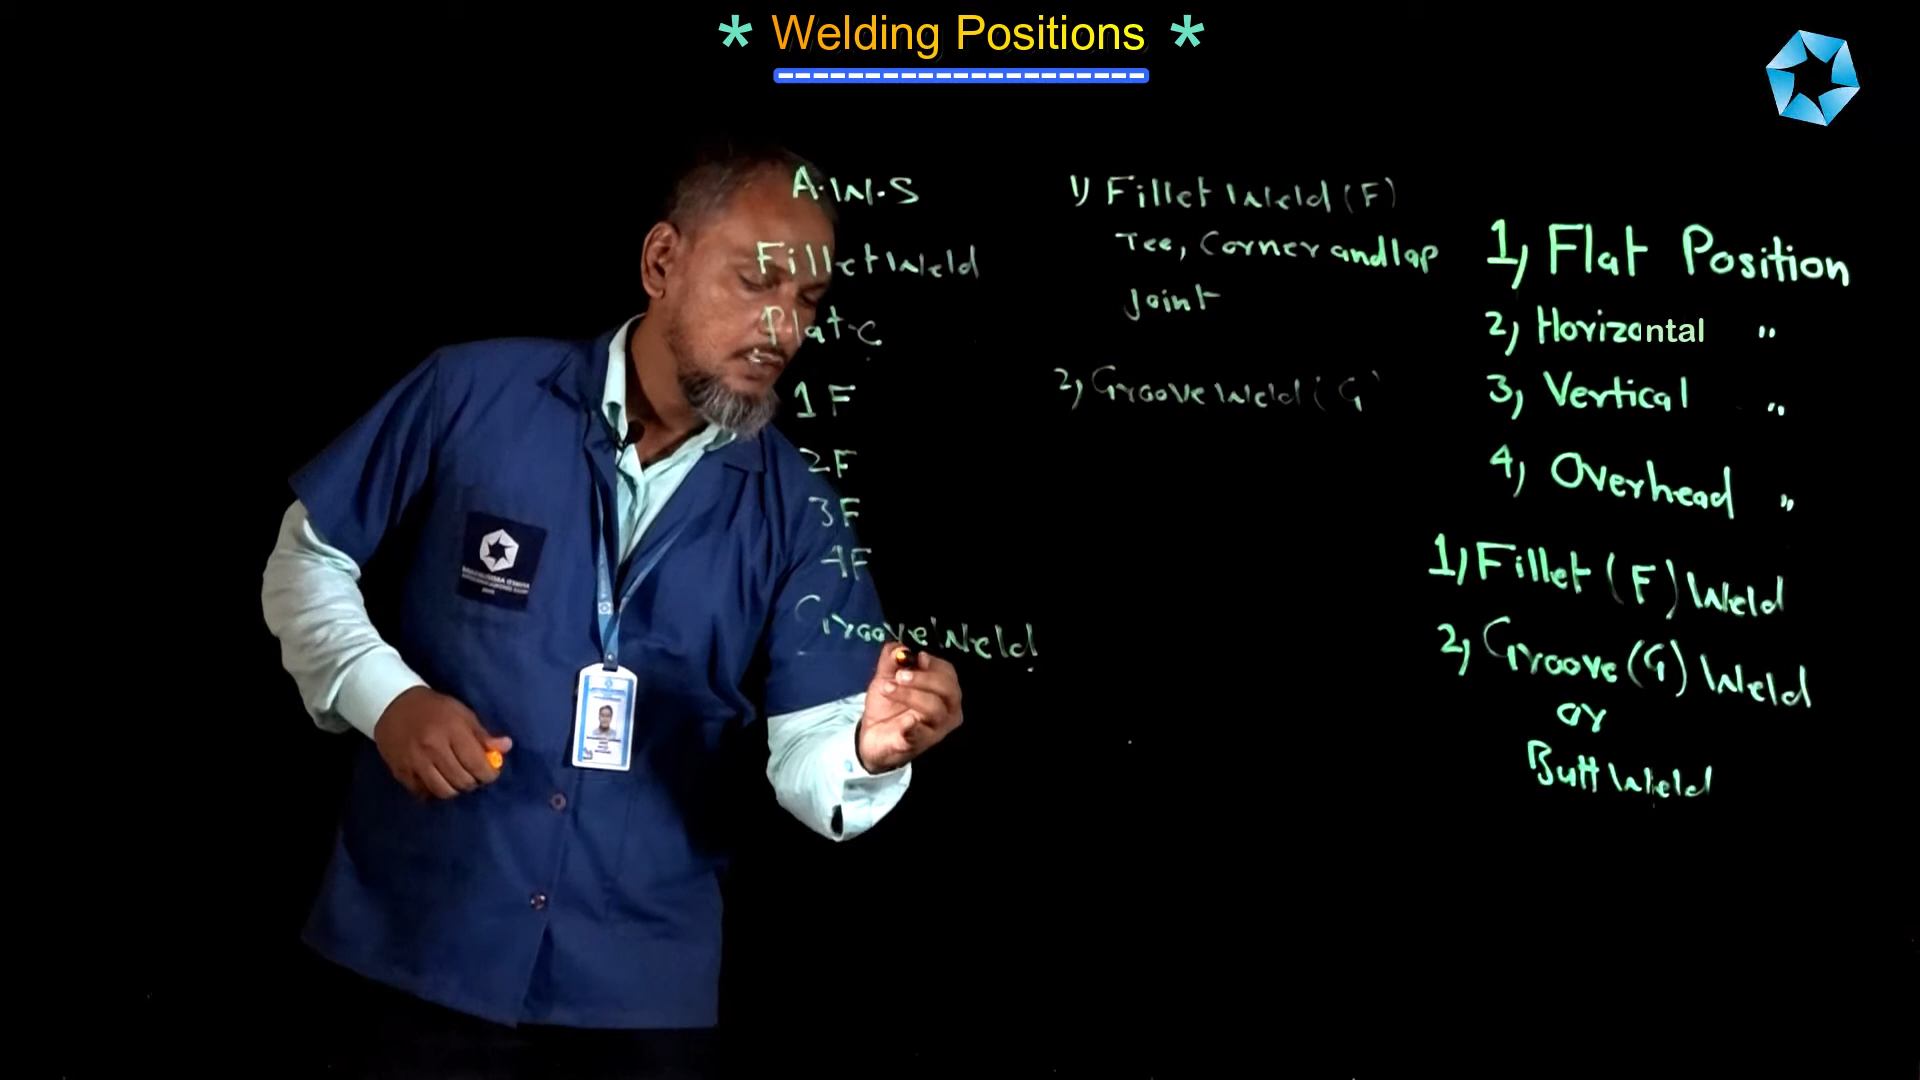 * Welding Positions *
A.W.S
Fillet Weld
Plate
1F
2F
3F
4F
Groove Weld
1) Fillet Weld (F)
Tee, Corner and lap
joint
2) Groove Weld (G)
1) Flat Position
2) Horizontal "
3) Vertical "
4) Overhead "
1) Fillet (F) Weld
2) Groove (G) Weld
or
Butt Weld